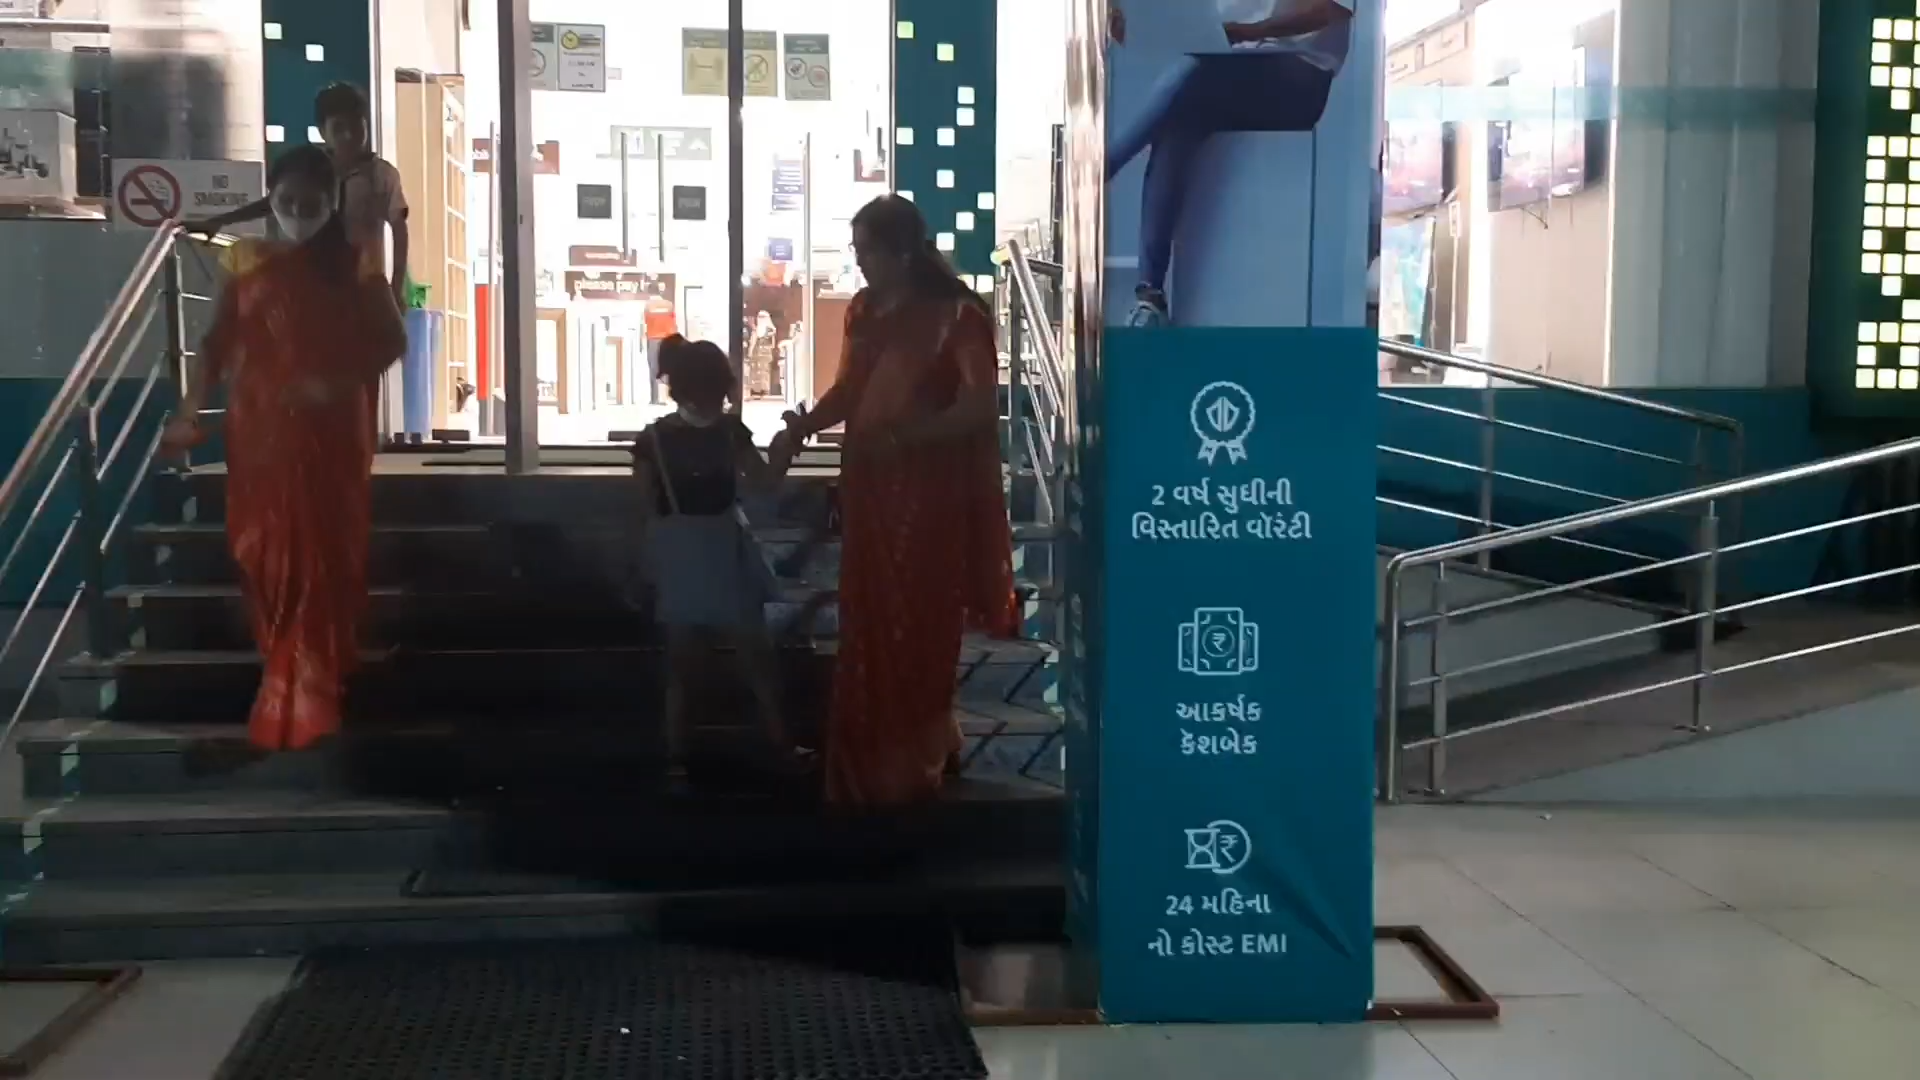 NO
SMOKING
please pay here
2 વર્ષ સુધીની
વિસ્તારિત વૉરંટી
આકર્ષક
કૅશબેક
24 મહિના
નો કોસ્ટ EMI